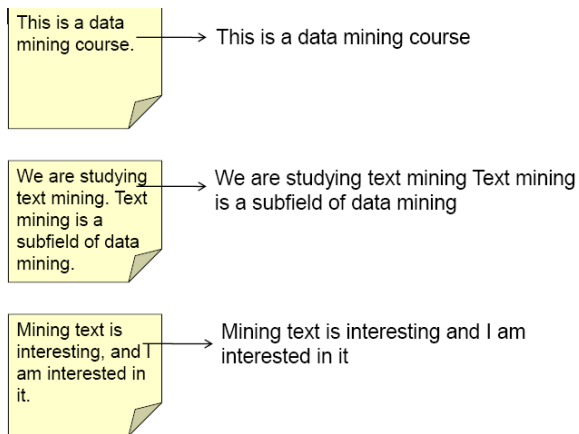 This is a data
mining course.
This is a data mining course
We are studying
text mining. Text
mining is a
subfield of data
mining.
We are studying text mining Text mining
is a subfield of data mining
Mining text is
interesting, and I
am interested in
it.
Mining text is interesting and I am
interested in it